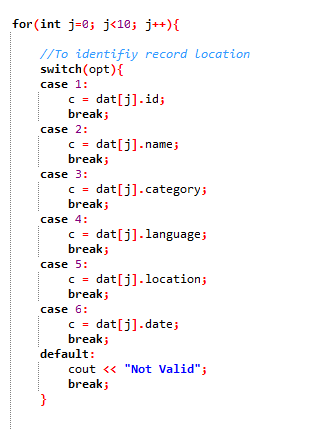 for(int j=0; j<10; j++){
//To identifiy record location
switch(opt){
case 1:
c = dat[j].id;
break;
case 2:
c = dat[j].name;
break;
case 3:
c = dat[j].category;
break;
case 4:
c = dat[j].language;
break;
case 5:
c = dat[j].location;
break;
case 6:
c = dat[j].date;
break;
default:
cout << "Not Valid";
break;
}